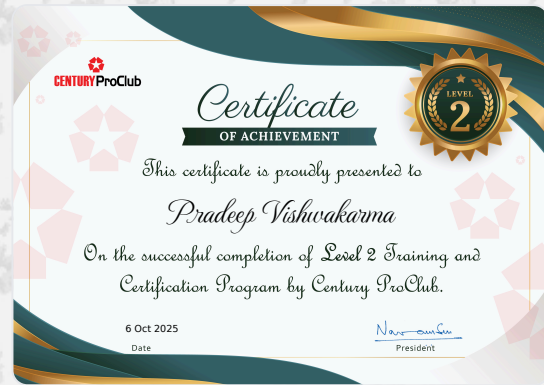 CENTURY ProClub
Certificate
OF ACHIEVEMENT
LEVEL
2
This certificate is proudly presented to
Pradeep Vishwakarma
On the successful completion of Level 2 Training and
Certification Program by Century ProClub.
6 Oct 2025
Date
President